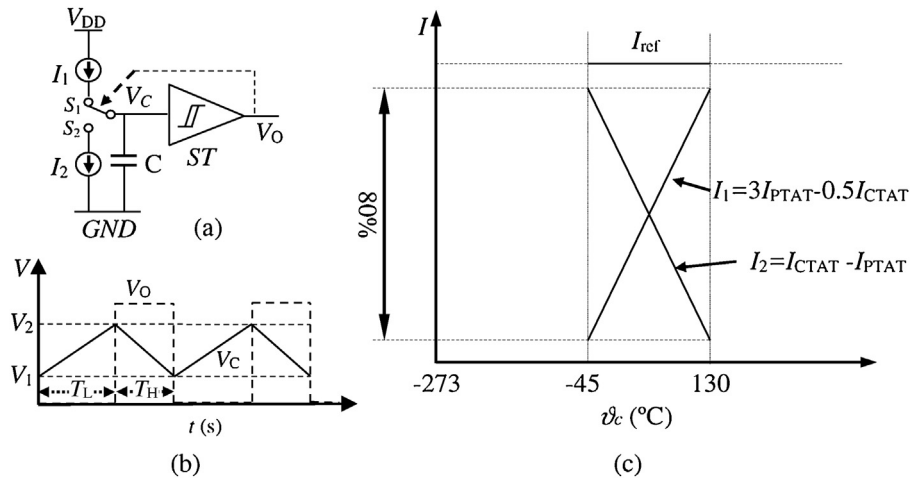 V_DD
I_1
S_1
V_C
S_2
V_O
ST
I_2
C
GND
(a)
V
V_O
V_2
V_C
V_1
T_L
T_H
t (s)
(b)
I
I_ref
%08
I_1=3I_PTAT-0.5I_CTAT
I_2=I_CTAT -I_PTAT
-273
-45
130
ϑ_c (ºC)
(c)